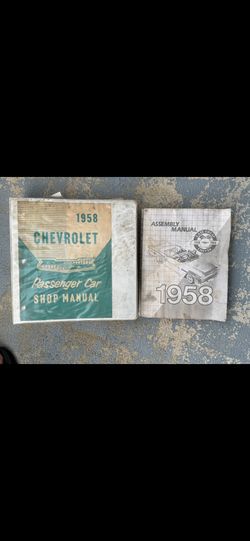 1958
CHEVROLET
Passenger Car
SHOP MANUAL
ASSEMBLY
MANUAL
1958